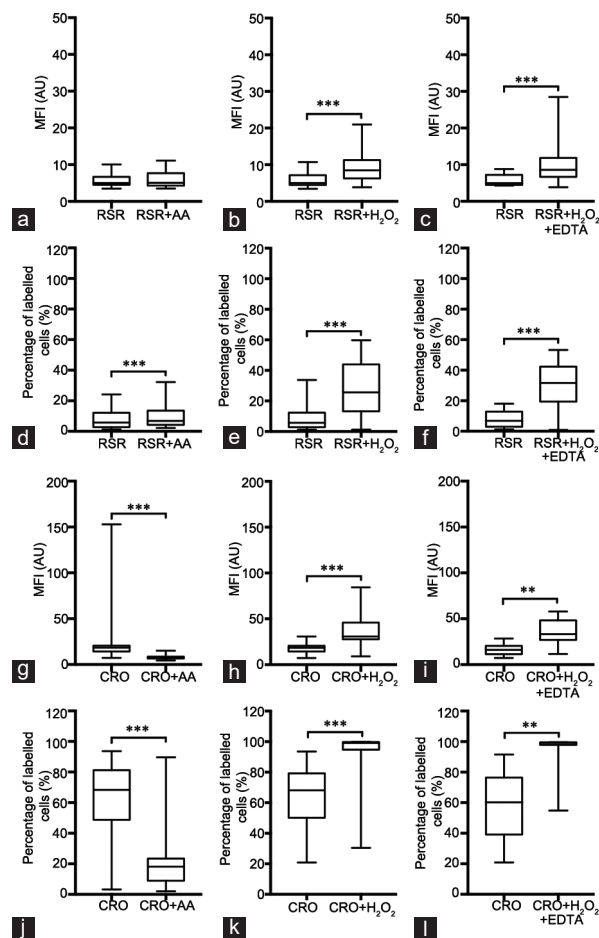 50
40
30
20
10
0
MFI (AU)
RSR RSR+AA
a
50
40
30
20
10
0
MFI (AU)
***
RSR RSR+H₂O₂
b
50
40
30
20
10
0
MFI (AU)
***
RSR RSR+H₂O₂
+EDTA
c
120
100
80
60
40
20
0
Percentage of labelled
cells (%)
***
RSR RSR+AA
d
120
100
80
60
40
20
0
Percentage of labelled
cells (%)
***
RSR RSR+H₂O₂
e
120
100
80
60
40
20
0
Percentage of labelled
cells (%)
***
RSR RSR+H₂O₂
+EDTA
f
200
150
100
50
0
MFI (AU)
***
CRO CRO+AA
g
200
150
100
50
0
MFI (AU)
***
CRO CRO+H₂O₂
h
200
150
100
50
0
MFI (AU)
**
CRO CRO+H₂O₂
+EDTA
i
120
100
80
60
40
20
0
Percentage of labelled
cells (%)
***
CRO CRO+AA
j
120
100
80
60
40
20
0
Percentage of labelled
cells (%)
***
CRO CRO+H₂O₂
k
120
100
80
60
40
20
0
Percentage of labelled
cells (%)
**
CRO CRO+H₂O₂
+EDTA
l